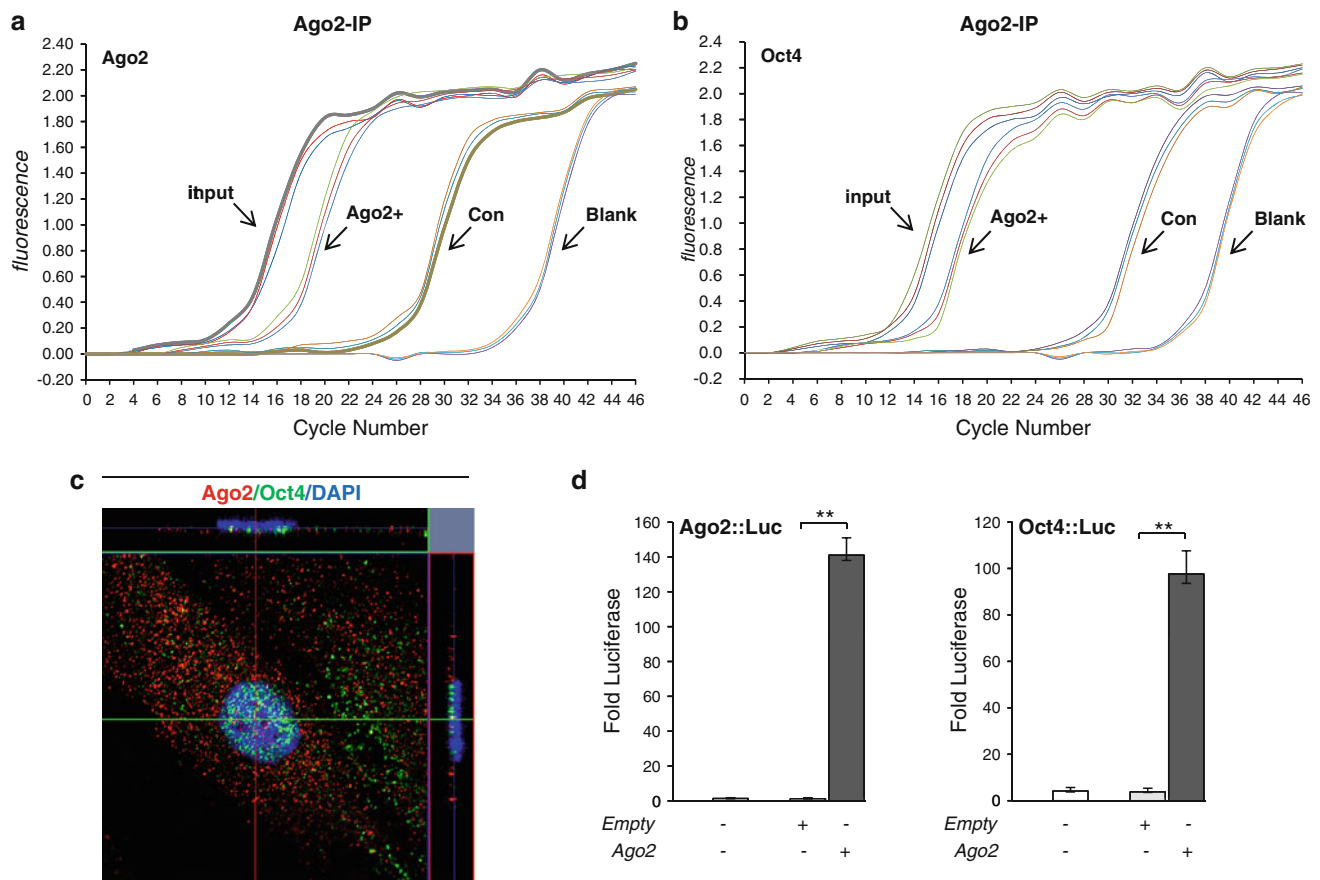 a
Ago2-IP
Ago2
2.40
2.20
2.00
1.80
1.60
1.40
1.20
1.00
0.80
0.60
0.40
0.20
0.00
-0.20
fluorescence
input
Ago2+
Con
Blank
0 2 4 6 8 10 12 14 16 18 20 22 24 26 28 30 32 34 36 38 40 42 44 46
Cycle Number
b
Ago2-IP
Oct4
2.4
2.2
2.0
1.8
1.6
1.4
1.2
1.0
0.8
0.6
0.4
0.2
0.0
-0.2
fluorescence
input
Ago2+
Con
Blank
0 2 4 6 8 10 12 14 16 18 20 22 24 26 28 30 32 34 36 38 40 42 44 46
Cycle Number
c
Ago2/Oct4/DAPI
d
Ago2::Luc
**
160
140
120
100
80
60
40
20
0
Fold Luciferase
Empty - + -
Ago2 - - +
Oct4::Luc
**
120
100
80
60
40
20
0
Fold Luciferase
Empty - + -
Ago2 - - +